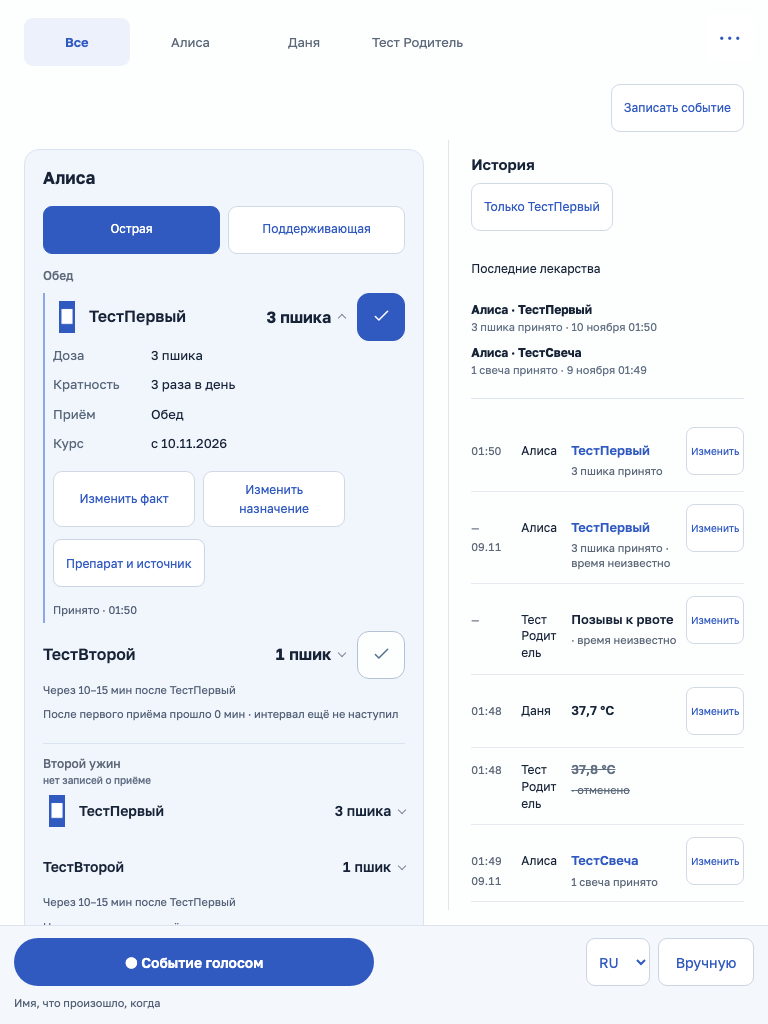 Все
Алиса
Даня
Тест Родитель
Записать событие
Алиса
Острая
Поддерживающая
Обед
ТестПервый
3 пшика
Доза
3 пшика
Кратность
3 раза в день
Приём
Обед
Курс
с 10.11.2026
Изменить факт
Изменить
назначение
Препарат и источник
Принято · 01:50
ТестВторой
1 пшик
Через 10–15 мин после ТестПервый
После первого приёма прошло 0 мин · интервал ещё не наступил
Второй ужин
нет записей о приёме
ТестПервый
3 пшика
ТестВторой
1 пшик
Через 10–15 мин после ТестПервый
История
Только ТестПервый
Последние лекарства
Алиса · ТестПервый
3 пшика принято · 10 ноября 01:50
Алиса · ТестСвеча
1 свеча принято · 9 ноября 01:49
01:50
Алиса
ТестПервый
3 пшика принято
Изменить
—
09.11
Алиса
ТестПервый
3 пшика принято ·
время неизвестно
Изменить
—
Тест
Родит
ель
Позывы к рвоте
· время неизвестно
Изменить
01:48
Даня
37,7 °C
Изменить
01:48
Тест
Родит
ель
37,8 °C
· отменено
01:49
09.11
Алиса
ТестСвеча
1 свеча принято
Изменить
Событие голосом
Имя, что произошло, когда
RU
Вручную